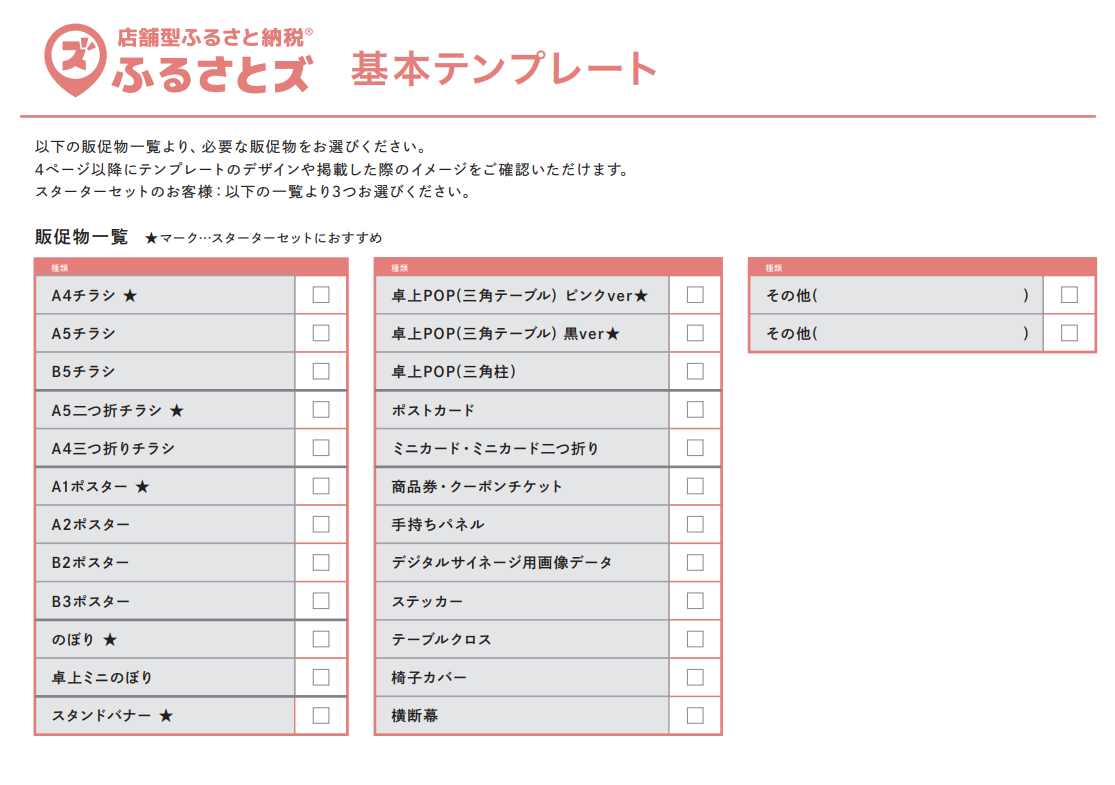 店舗型ふるさと納税®
ふるさとズ
基本テンプレート
以下の販促物一覧より、必要な販促物をお選びください。
4ページ以降にテンプレートのデザインや掲載した際のイメージをご確認いただけます。
スターターセットのお客様:以下の一覧より3つお選びください。
販促物一覧 ★マーク…スターターセットにおすすめ
種類
A4チラシ ★
A5チラシ
B5チラシ
A5二つ折チラシ ★
A4三つ折りチラシ
A1ポスター ★
A2ポスター
B2ポスター
B3ポスター
のぼり ★
卓上ミニのぼり
スタンドバナー ★
種類
卓上POP(三角テーブル) ピンクver★
卓上POP(三角テーブル) 黒ver★
卓上POP(三角柱)
ポストカード
ミニカード・ミニカード二つ折り
商品券・クーポンチケット
手持ちパネル
デジタルサイネージ用画像データ
ステッカー
テーブルクロス
椅子カバー
横断幕
種類
その他( )
その他( )